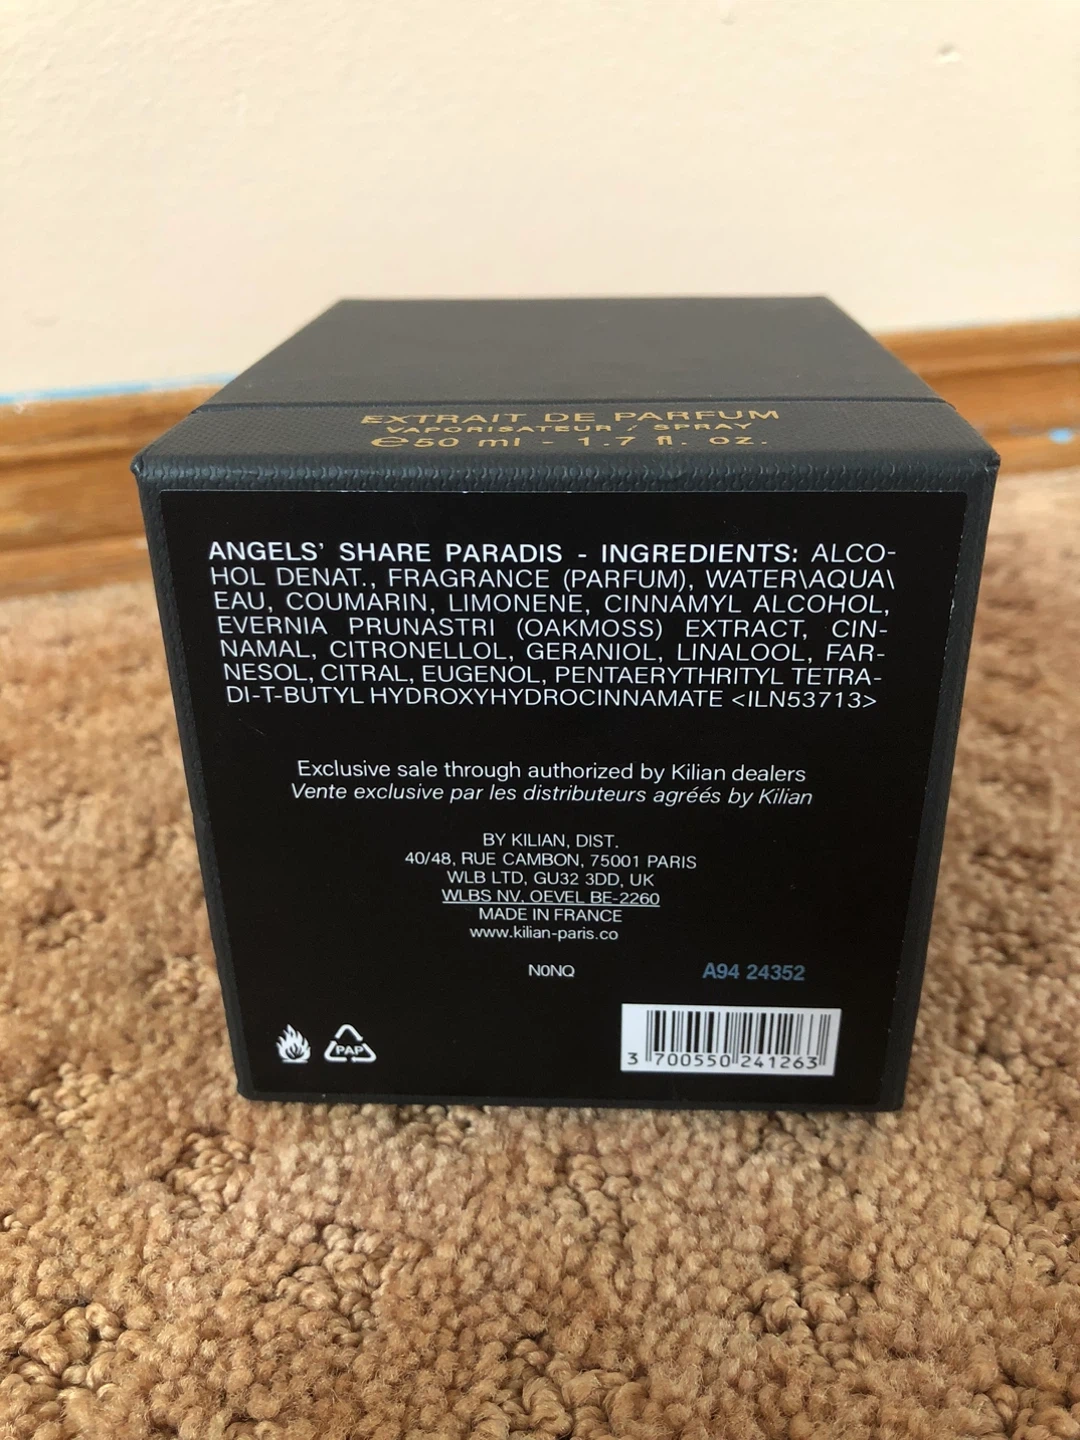 EXTRAIT DE PARFUM
VAPORISATEUR / SPRAY
℮50 ml - 1.7 fl. oz.
ANGELS' SHARE PARADIS - INGREDIENTS: ALCO-
HOL DENAT., FRAGRANCE (PARFUM), WATER\AQUA\
EAU, COUMARIN, LIMONENE, CINNAMYL ALCOHOL,
EVERNIA PRUNASTRI (OAKMOSS) EXTRACT, CIN-
NAMAL, CITRONELLOL, GERANIOL, LINALOOL, FAR-
NESOL, CITRAL, EUGENOL, PENTAERYTHRITYL TETRA-
DI-T-BUTYL HYDROXYHYDROCINNAMATE <ILN53713>
Exclusive sale through authorized by Kilian dealers
Vente exclusive par les distributeurs agréés by Kilian
BY KILIAN, DIST.
40/48, RUE CAMBON, 75001 PARIS
WLB LTD, GU32 3DD, UK
WLBS NV, OEVEL BE-2260
MADE IN FRANCE
www.kilian-paris.co
N0NQ
A94 24352
PAP
3 700550 241263